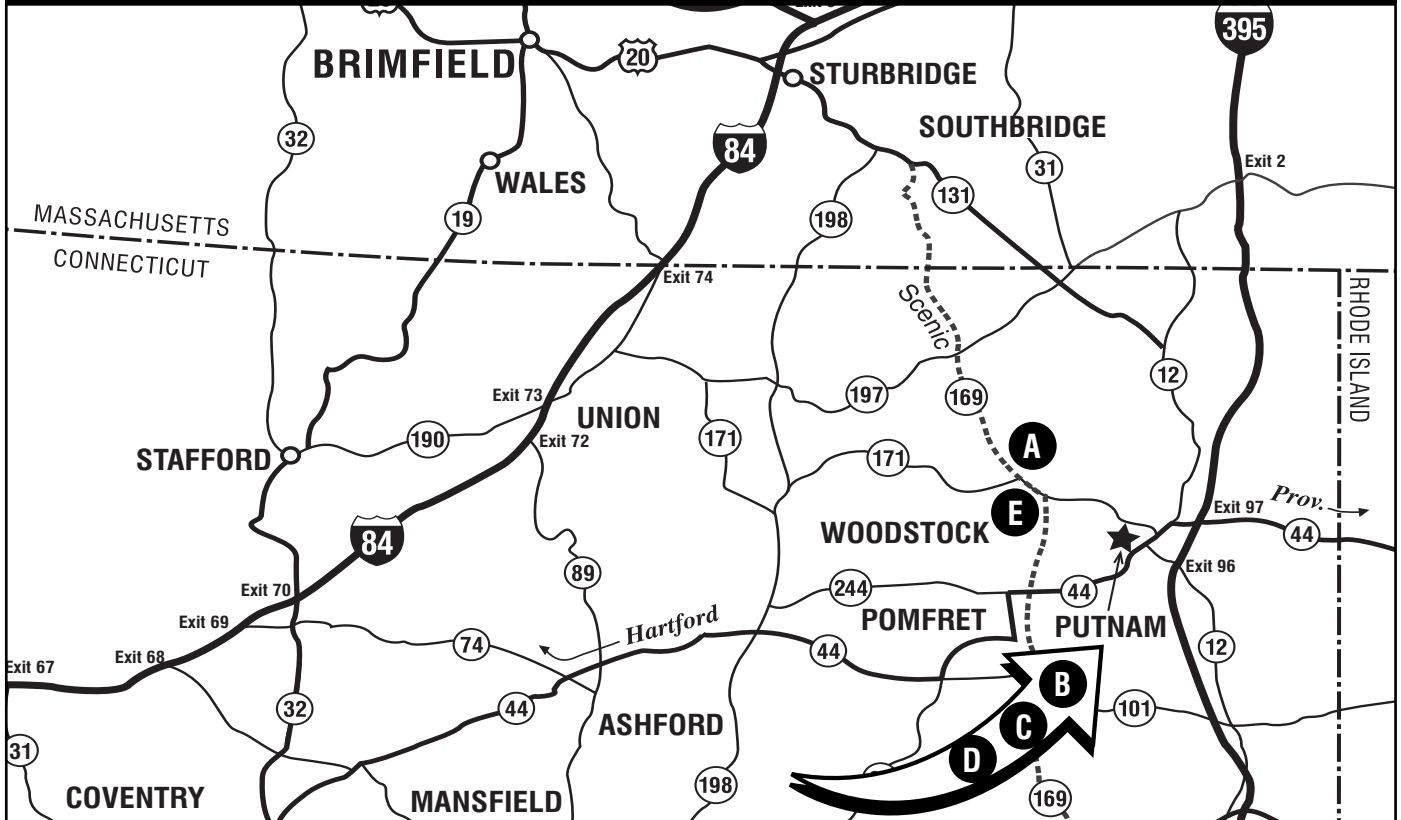 395
BRIMFIELD
20
STURBRIDGE
SOUTHBRIDGE
32
84
31
Exit 2
WALES
131
19
198
MASSACHUSETTS
CONNECTICUT
Exit 74
RHODE ISLAND
Scenic
12
Exit 73
197
169
UNION
190
Exit 72
171
A
171
STAFFORD
Prov.
Exit 97
E
WOODSTOCK
44
84
Exit 96
89
Exit 70
244
44
Exit 69
Hartford
POMFRET
PUTNAM
74
44
12
Exit 68
Exit 67
B
32
44
101
ASHFORD
C
31
D
198
COVENTRY
MANSFIELD
169